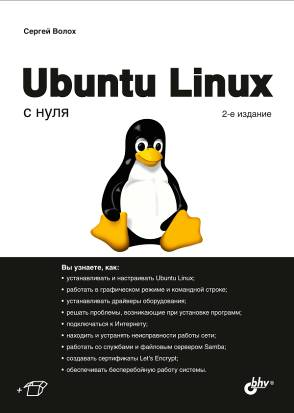 Сергей Волох
Ubuntu Linux
с нуля
2-е издание
Вы узнаете, как:
• устанавливать и настраивать Ubuntu Linux;
• работать в графическом режиме и командной строке;
• устанавливать драйверы оборудования;
• решать проблемы, возникающие при установке программ;
• подключаться к Интернету;
• находить и устранять неисправности работы сети;
• работать со службами и файловым сервером Samba;
• создавать сертификаты Let's Encrypt;
• обеспечивать бесперебойную работу системы.
+
bhv®